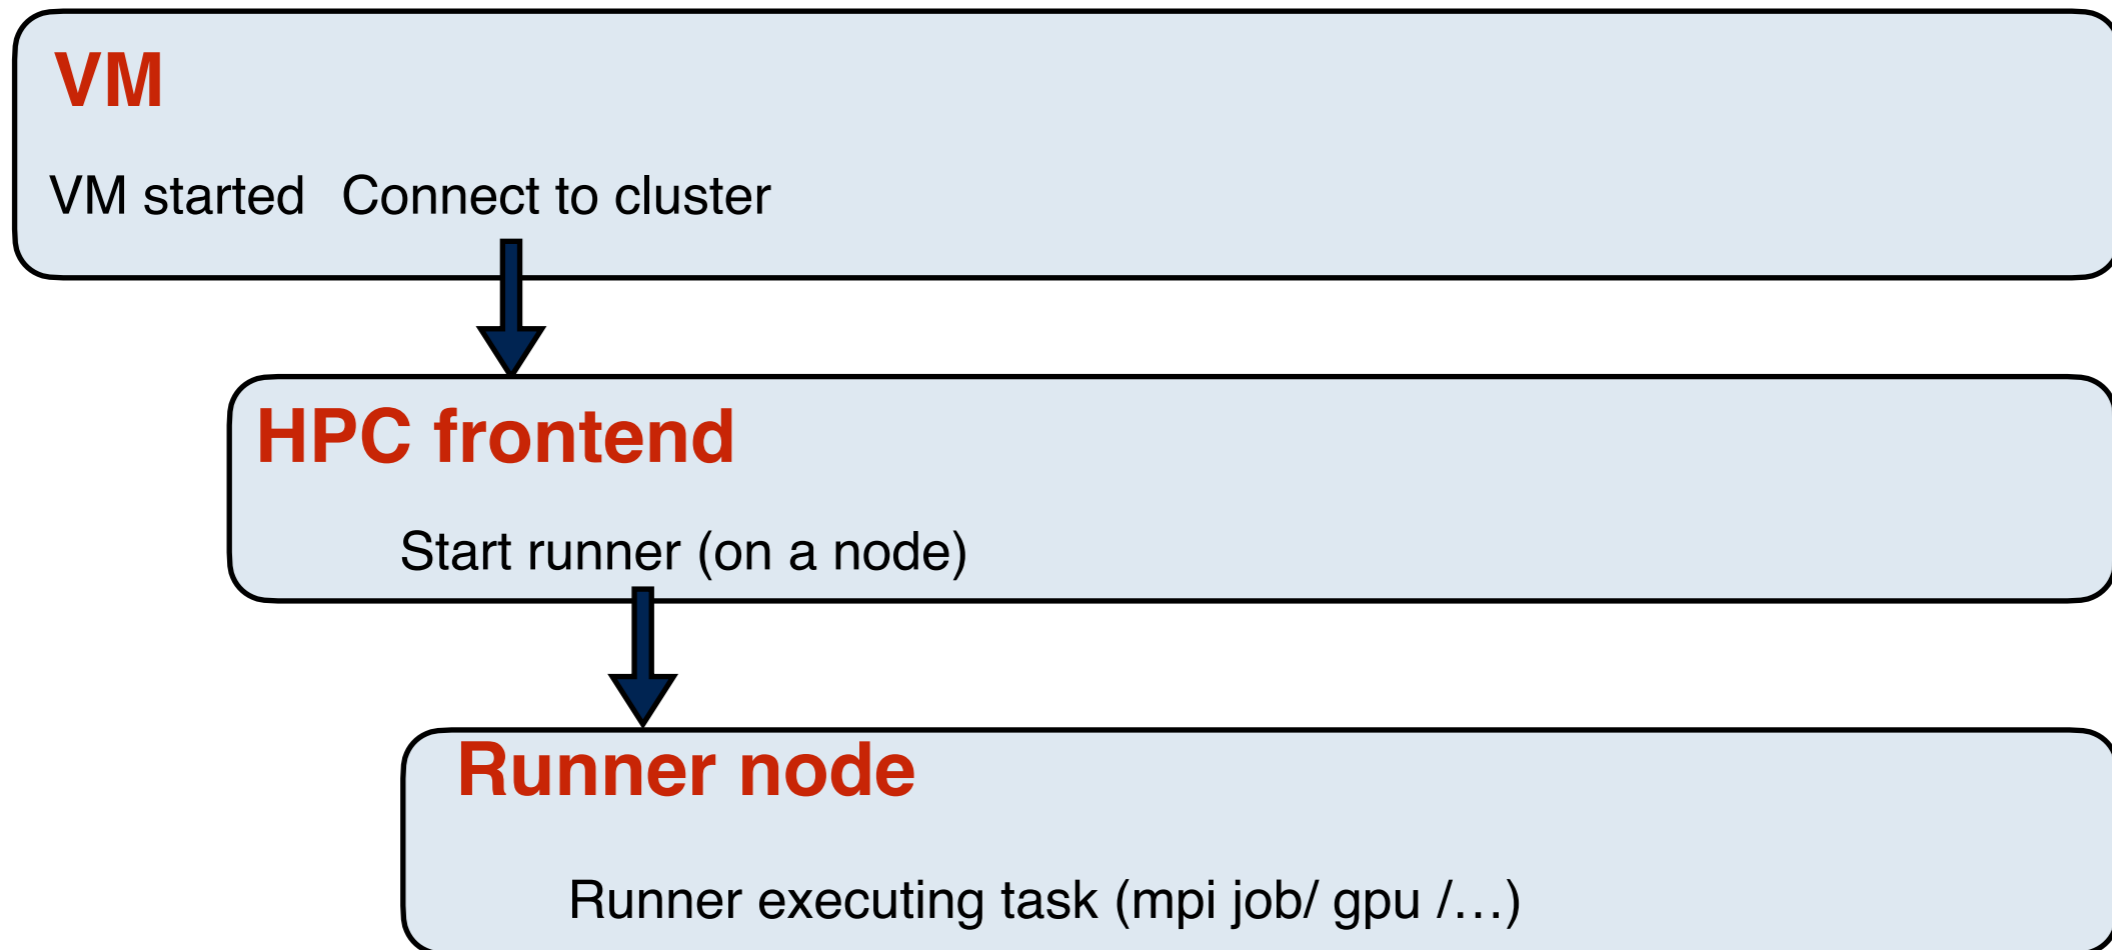 VM
VM started Connect to cluster
HPC frontend
Start runner (on a node)
Runner node
Runner executing task (mpi job/ gpu /…)